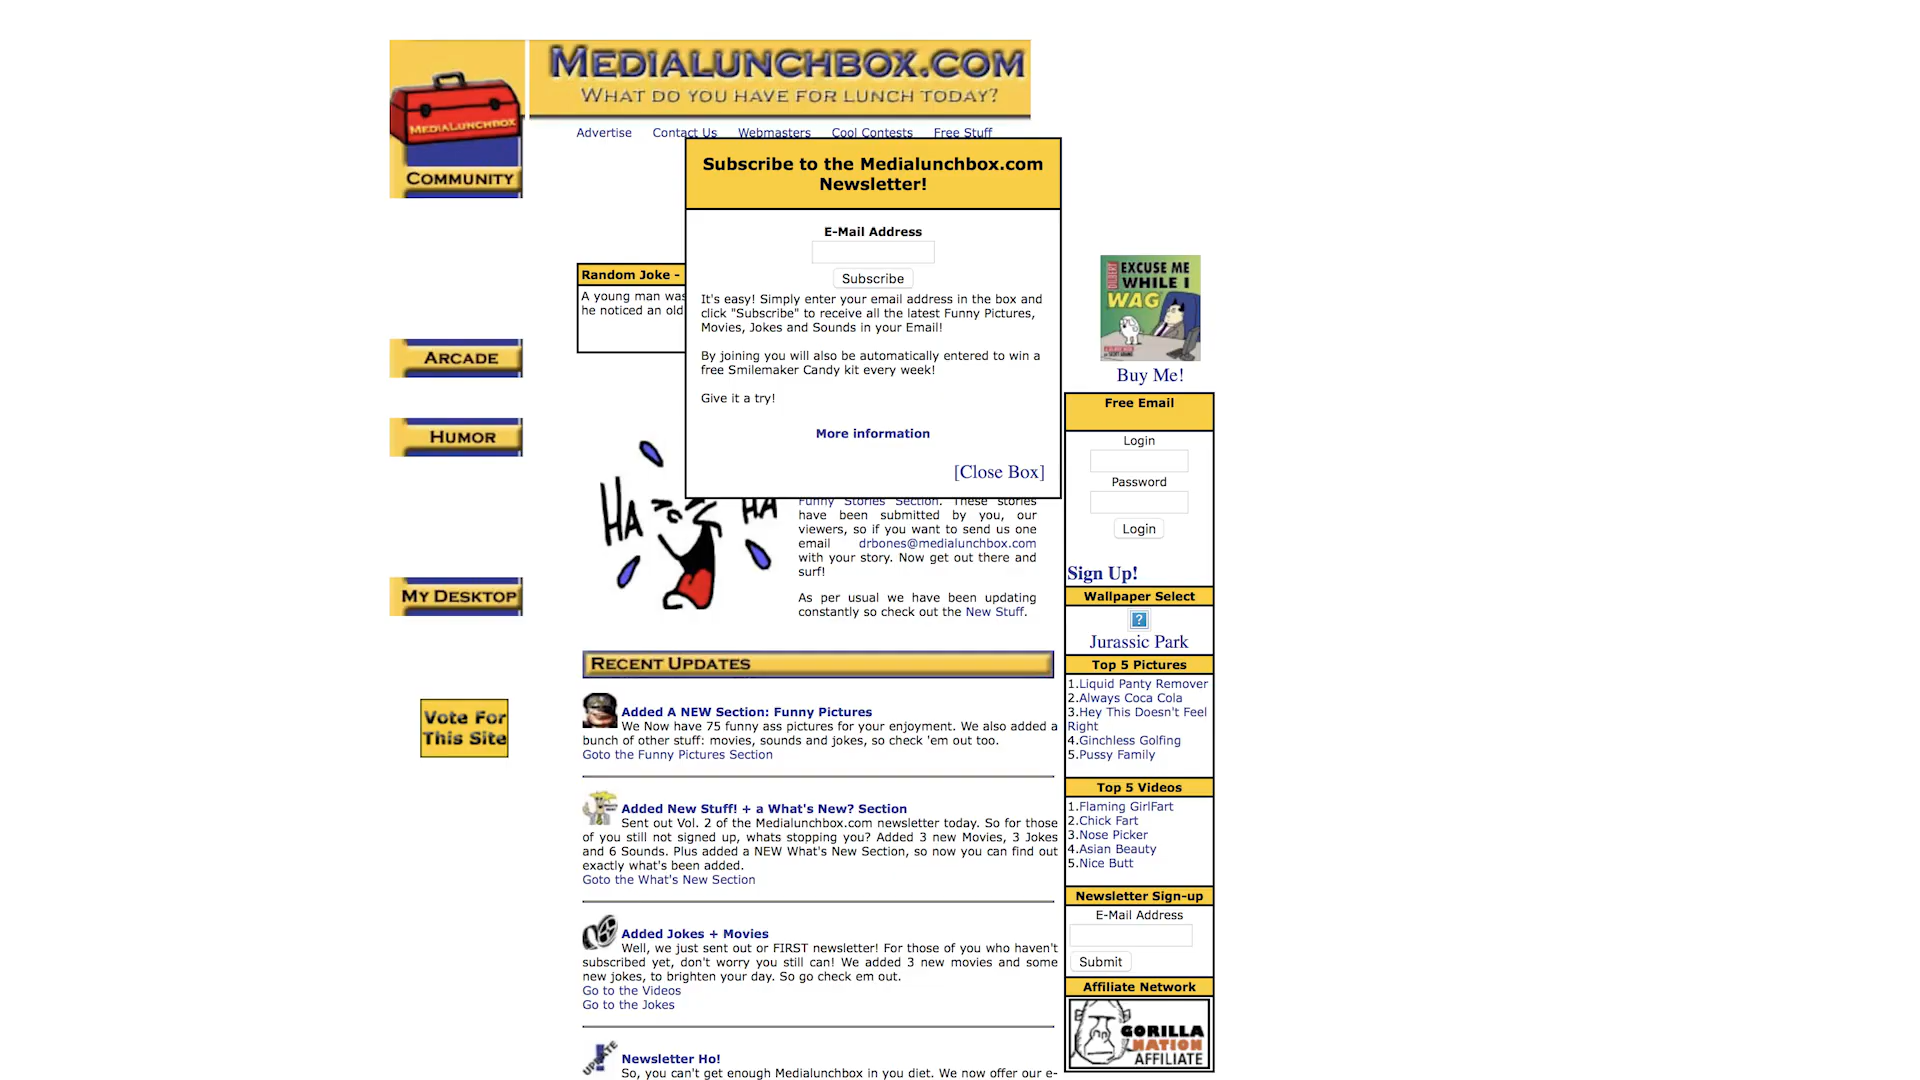 MEDIALUNCHBOX.COM
WHAT DO YOU HAVE FOR LUNCH TODAY?
MEDIALUNCHBOX
COMMUNITY
ARCADE
HUMOR
MY DESKTOP
Vote For
This Site
Advertise Contact Us Webmasters Cool Contests Free Stuff
Subscribe to the Medialunchbox.com
Newsletter!
E-Mail Address
Subscribe
It's easy! Simply enter your email address in the box and
click "Subscribe" to receive all the latest Funny Pictures,
Movies, Jokes and Sounds in your Email!
By joining you will also be automatically entered to win a
free Smilemaker Candy kit every week!
Give it a try!
More information
[Close Box]
Random Joke -
A young man was
he noticed an old
HA
HA
Funny Stories Section. These stories
have been submitted by you, our
viewers, so if you want to send us one
email drbones@medialunchbox.com
with your story. Now get out there and
surf!
As per usual we have been updating
constantly so check out the New Stuff.
RECENT UPDATES
Added A NEW Section: Funny Pictures
We Now have 75 funny ass pictures for your enjoyment. We also added a
bunch of other stuff: movies, sounds and jokes, so check 'em out too.
Goto the Funny Pictures Section
Added New Stuff! + a What's New? Section
Sent out Vol. 2 of the Medialunchbox.com newsletter today. So for those
of you still not signed up, whats stopping you? Added 3 new Movies, 3 Jokes
and 6 Sounds. Plus added a NEW What's New Section, so now you can find out
exactly what's been added.
Goto the What's New Section
Added Jokes + Movies
Well, we just sent out or FIRST newsletter! For those of you who haven't
subscribed yet, don't worry you still can! We added 3 new movies and some
new jokes, to brighten your day. So go check em out.
Go to the Videos
Go to the Jokes
UPDATE
Newsletter Ho!
So, you can't get enough Medialunchbox in you diet. We now offer our e-
DILBERT
EXCUSE ME
WHILE I
WAG
Buy Me!
Free Email
Login
Password
Login
Sign Up!
Wallpaper Select
?
Jurassic Park
Top 5 Pictures
1.Liquid Panty Remover
2.Always Coca Cola
3.Hey This Doesn't Feel
Right
4.Ginchless Golfing
5.Pussy Family
Top 5 Videos
1.Flaming GirlFart
2.Chick Fart
3.Nose Picker
4.Asian Beauty
5.Nice Butt
Newsletter Sign-up
E-Mail Address
Submit
Affiliate Network
GORILLA
NATION
AFFILIATE